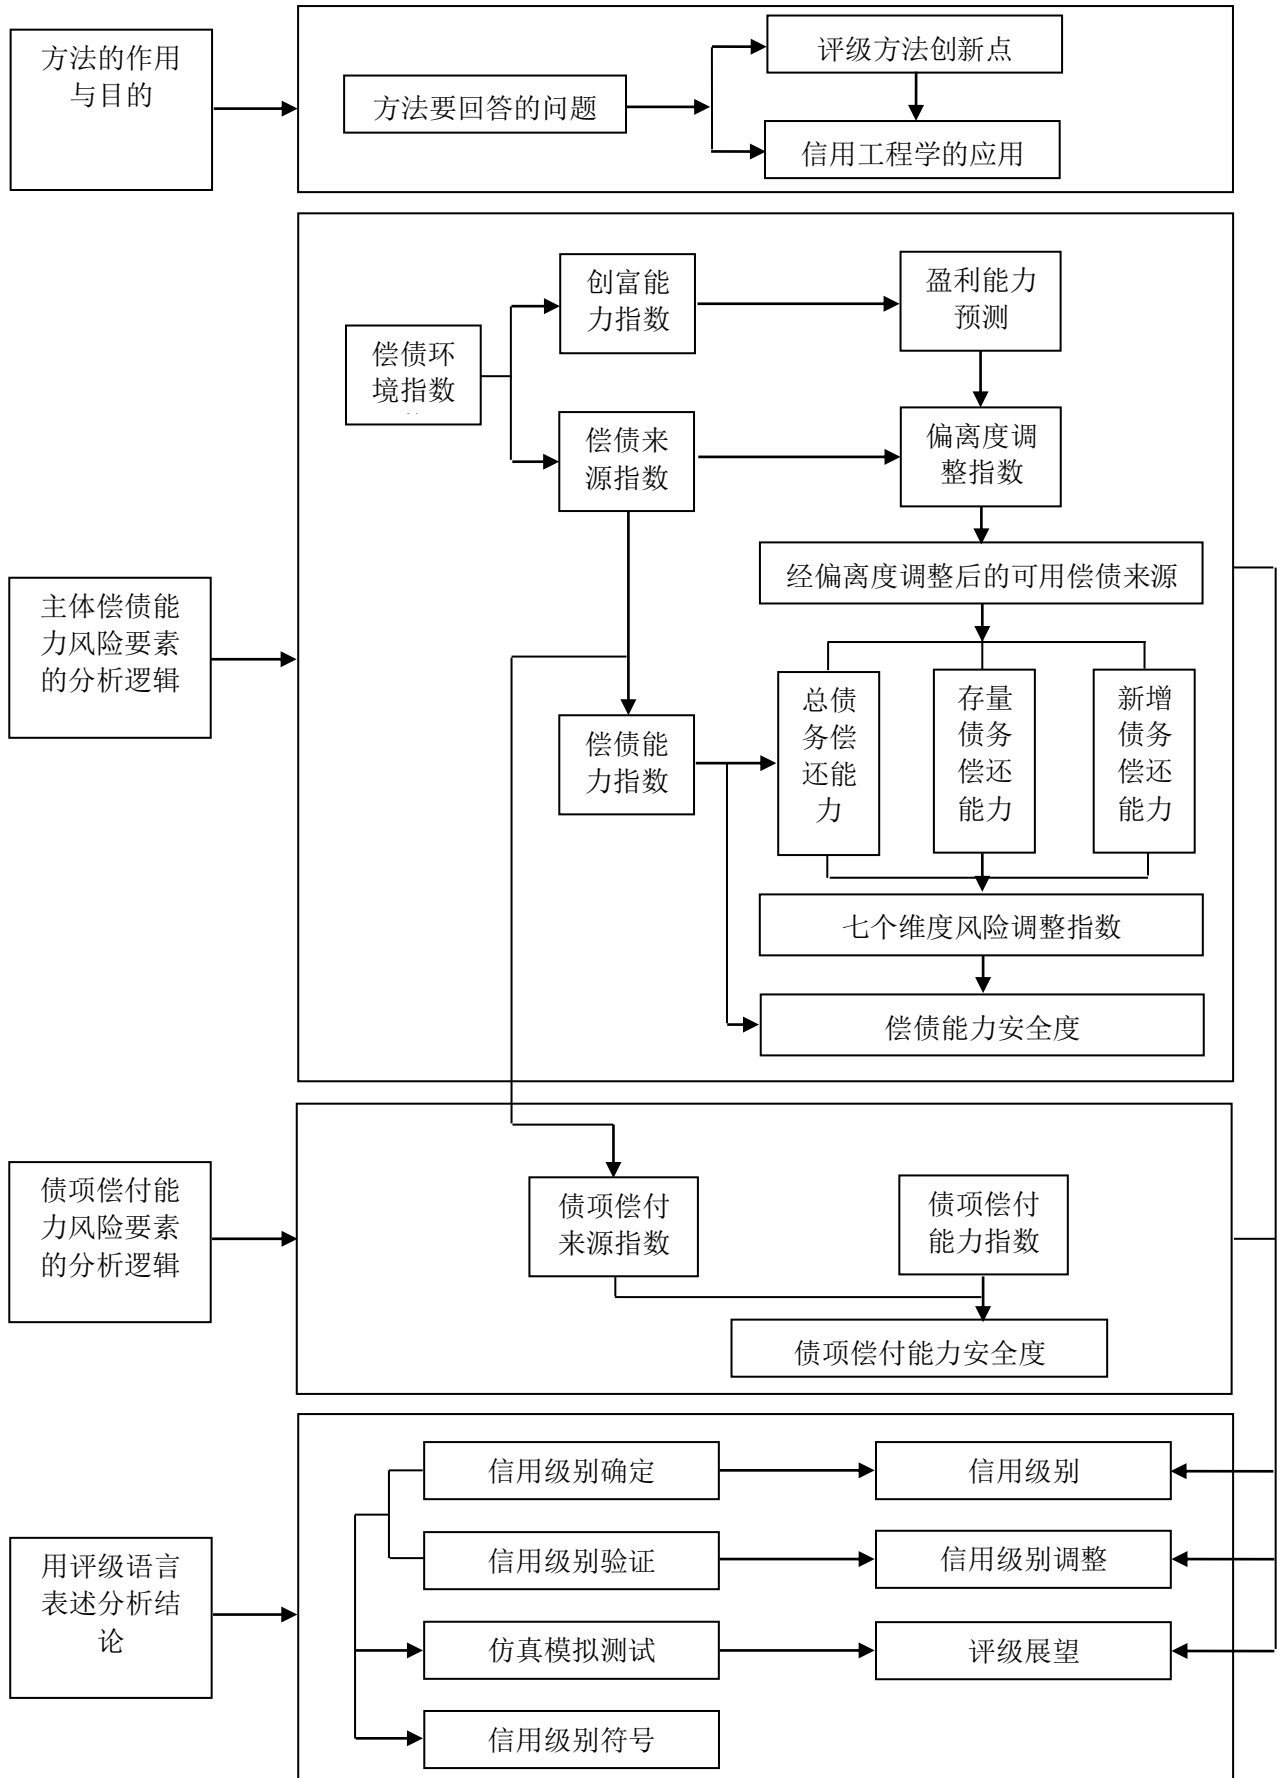 方法的作用
与目的
方法要回答的问题
评级方法创新点
信用工程学的应用
主体偿债能
力风险要素
的分析逻辑
偿债环
境指数
创富能
力指数
盈利能力
预测
偿债来
源指数
偏离度调
整指数
经偏离度调整后的可用偿债来源
偿债能
力指数
总债
务偿
还能
力
存量
债务
偿还
能力
新增
债务
偿还
能力
七个维度风险调整指数
偿债能力安全度
债项偿付能
力风险要素
的分析逻辑
债项偿付
来源指数
债项偿付
能力指数
债项偿付能力安全度
用评级语言
表述分析结
论
信用级别确定
信用级别
信用级别验证
信用级别调整
仿真模拟测试
评级展望
信用级别符号